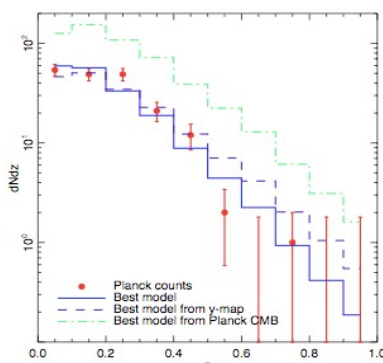 10²
10¹
10⁰
dNdz
Planck counts
Best model
Best model from y-map
Best model from Planck CMB
0.0
0.2
0.4
0.6
0.8
1.0